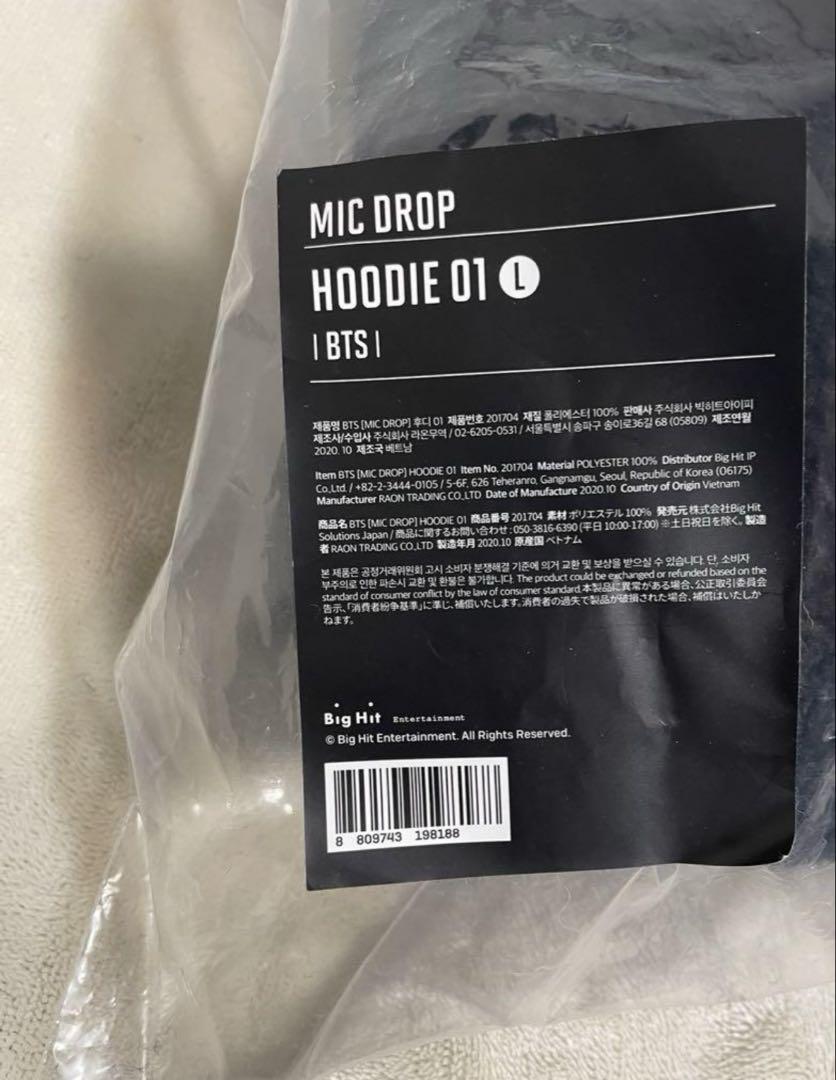 MIC DROP
HOODIE 01 L
| BTS |
제품명 BTS [MIC DROP] 후디 01 제품번호 201704 재질 폴리에스터 100% 판매사 주식회사 빅히트아이피
제조사/수입사 주식회사 라온무역 / 02-6205-0531 / 서울특별시 송파구 송이로36길 68 (05809) 제조연월
2020. 10 제조국 베트남
Item BTS [MIC DROP] HOODIE 01 Item No. 201704 Material POLYESTER 100% Distributor Big Hit IP
Co.,Ltd. / +82-2-3444-0105 / 5-6F, 626 Teheranro, Gangnamgu, Seoul, Republic of Korea (06175)
Manufacturer RAON TRADING CO.,LTD Date of Manufacture 2020.10 Country of Origin Vietnam
商品名 BTS [MIC DROP] HOODIE 01 商品番号 201704 素材 ポリエステル 100% 発売元 株式会社Big Hit
Solutions Japan / 商品に関するお問い合わせ : 050-3816-6390 (平日 10:00-17:00) ※土日祝日を除く。 製造
者 RAON TRADING CO.,LTD 製造年月 2020.10 原産国 ベトナム
본 제품은 공정거래위원회 고시 소비자 분쟁해결 기준에 의거 교환 및 보상을 받으실 수 있습니다. 단, 소비자
부주의로 인한 파손시 교환 및 환불은 불가합니다. The product could be exchanged or refunded based on the
standard of consumer conflict by the law of consumer standard. 本製品に異常がある場合、公正取引委員会
告示、「消費者紛争基準」に準じ、補償いたします。消費者の過失で製品が破損された場合、補償はいたしか
ねます。
Big Hit Entertainment
© Big Hit Entertainment. All Rights Reserved.
8 809743 198188